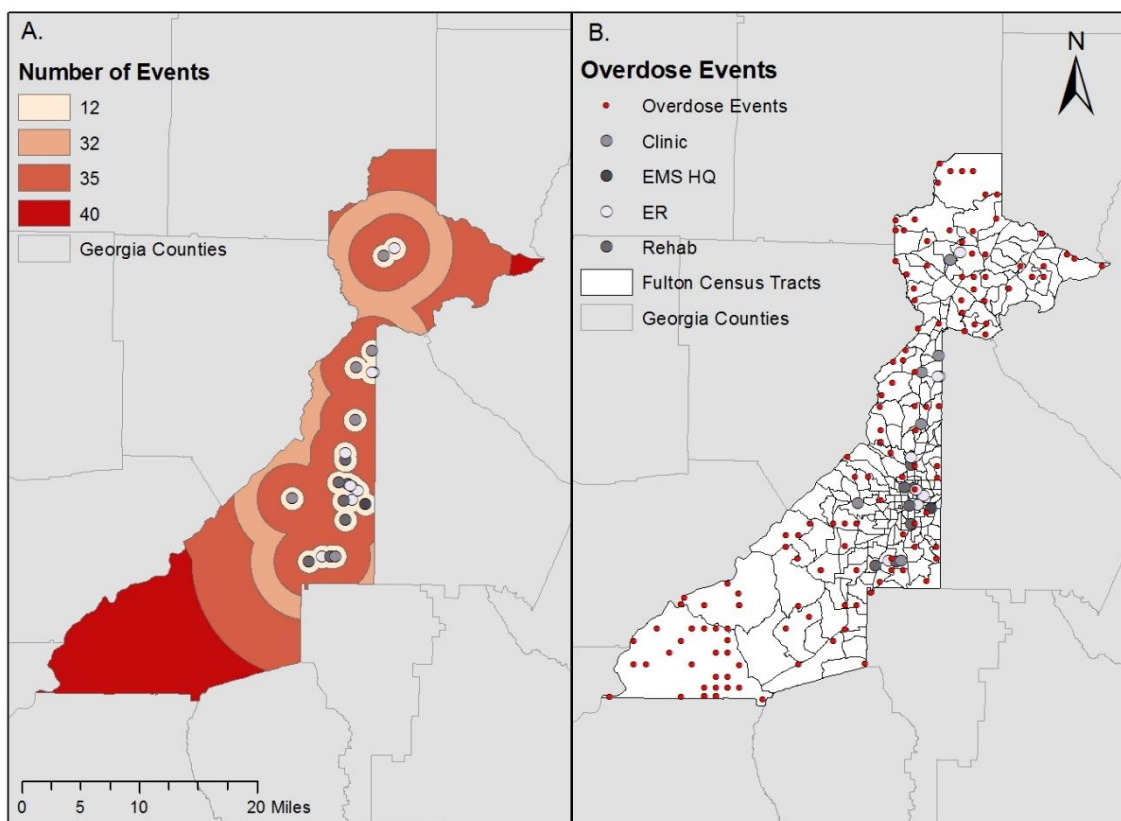 A.
Number of Events
12
32
35
40
Georgia Counties
0 5 10 20 Miles
B.
N
Overdose Events
Overdose Events
Clinic
EMS HQ
ER
Rehab
Fulton Census Tracts
Georgia Counties